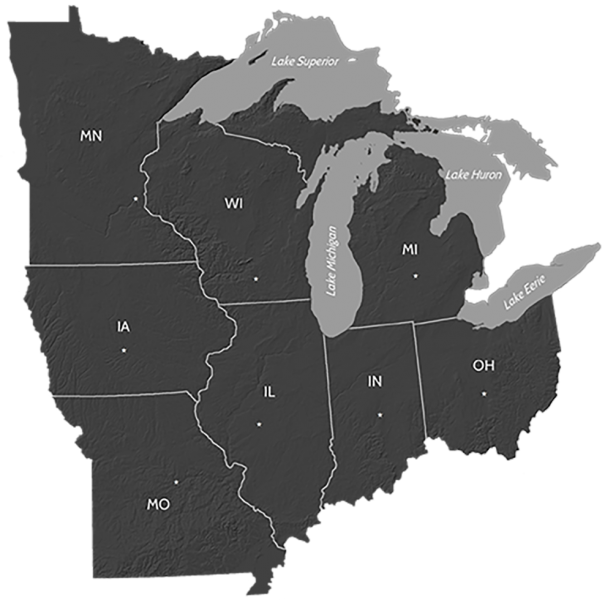 Lake Superior
MN
Lake Huron
WI
MI
Lake Michigan
Lake Eerie
IA
OH
IN
IL
MO